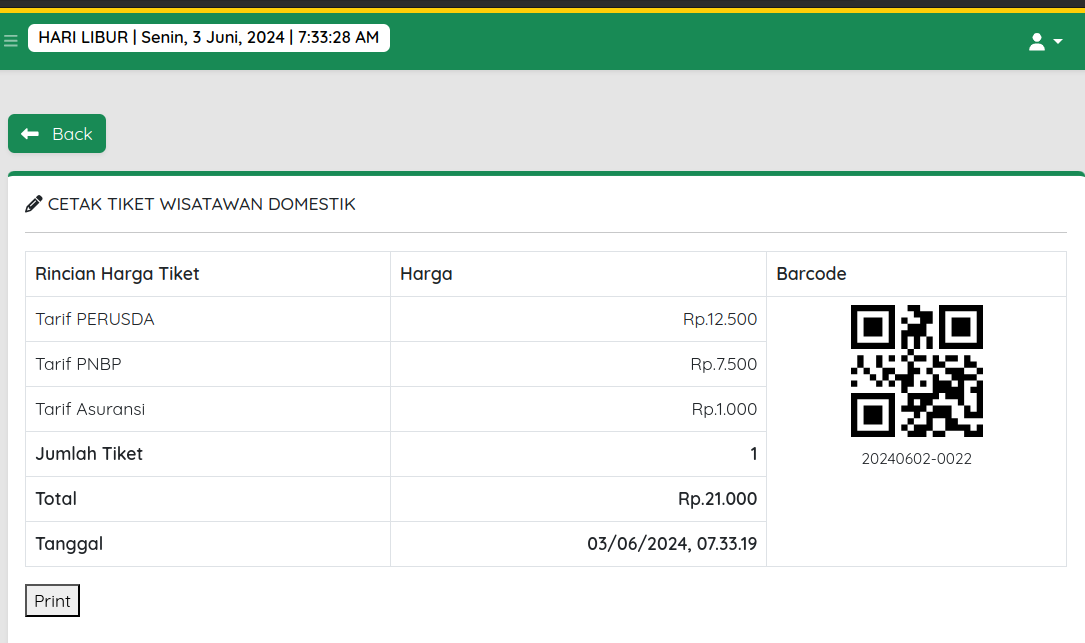 HARI LIBUR | Senin, 3 Juni, 2024 | 7:33:28 AM
Back
CETAK TIKET WISATAWAN DOMESTIK
Rincian Harga Tiket Harga Barcode
Tarif PERUSDA Rp.12.500
Tarif PNBP Rp.7.500
Tarif Asuransi Rp.1.000
Jumlah Tiket 1
20240602-0022
Total Rp.21.000
Tanggal 03/06/2024, 07.33.19
Print